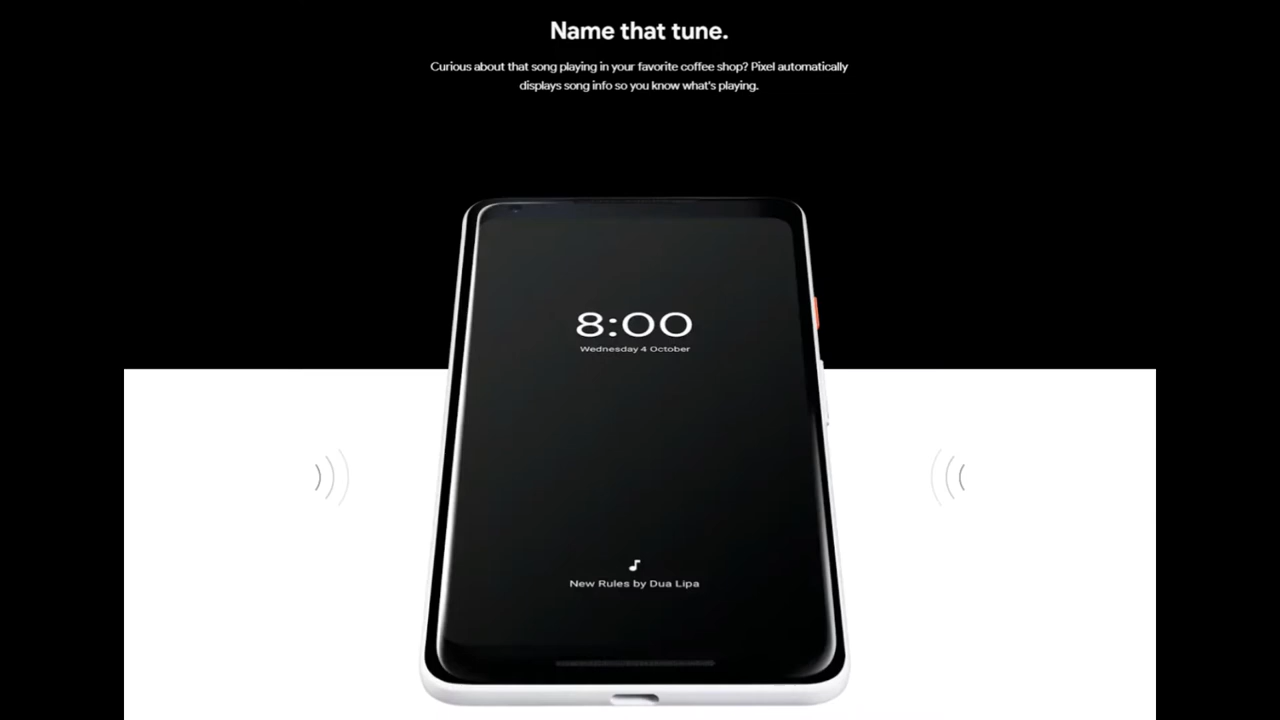 Name that tune.
Curious about that song playing in your favorite coffee shop? Pixel automatically
displays song info so you know what's playing.
8:00
Wednesday 4 October
New Rules by Dua Lipa